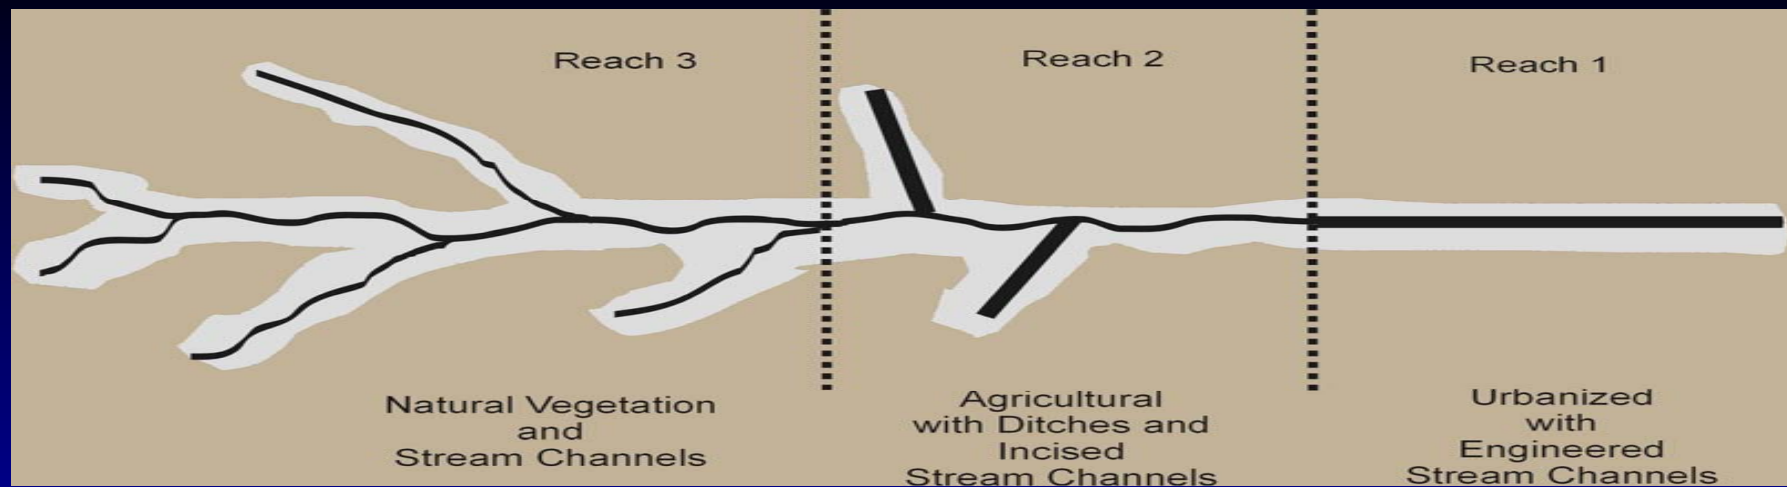 Reach 3
Reach 2
Reach 1
Natural Vegetation
and
Stream Channels
Agricultural
with Ditches and
Incised
Stream Channels
Urbanized
with
Engineered
Stream Channels